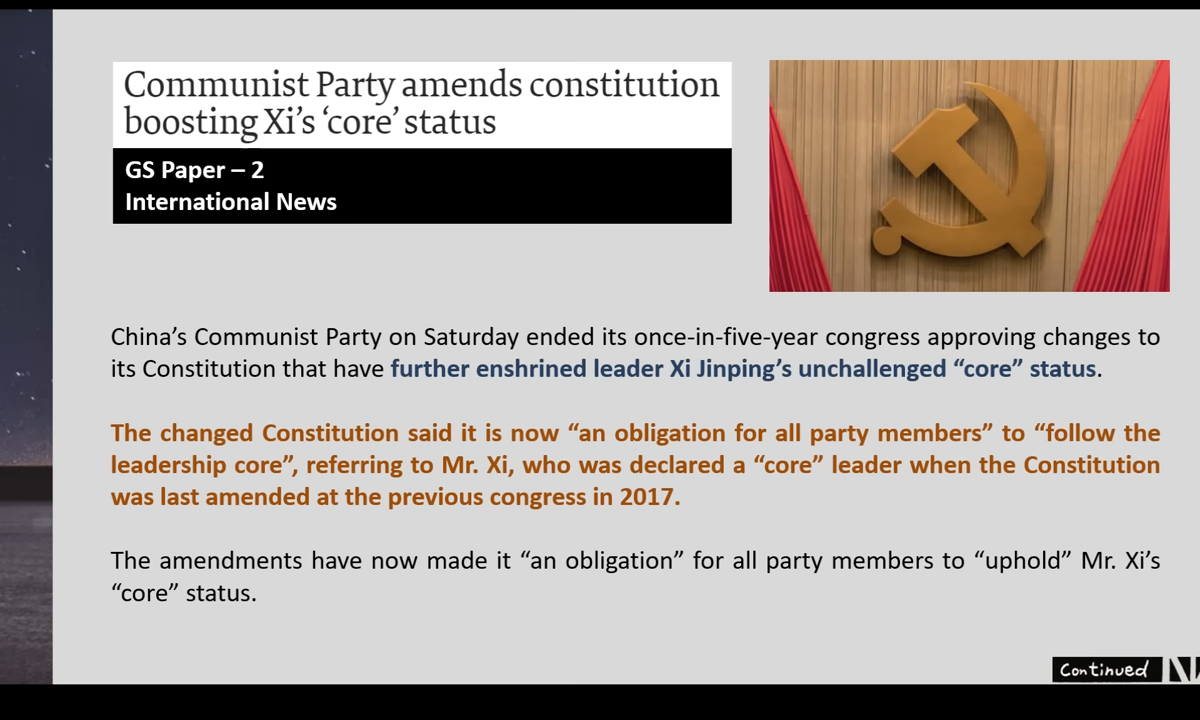 Communist Party amends constitution
boosting Xi’s ‘core’ status
GS Paper – 2
International News
China’s Communist Party on Saturday ended its once-in-five-year congress approving changes to
its Constitution that have further enshrined leader Xi Jinping’s unchallenged “core” status.
The changed Constitution said it is now “an obligation for all party members” to “follow the
leadership core”, referring to Mr. Xi, who was declared a “core” leader when the Constitution
was last amended at the previous congress in 2017.
The amendments have now made it “an obligation” for all party members to “uphold” Mr. Xi’s
“core” status.
Continued